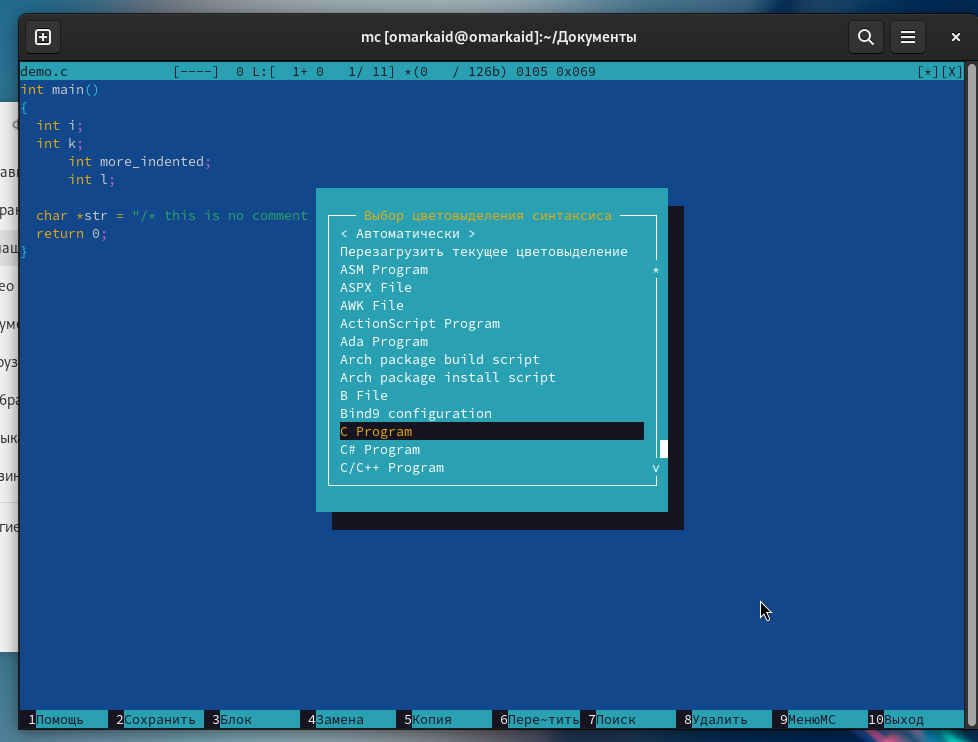 mc [omarkaid@omarkaid]:~/Документы
demo.c [----] 0 L:[ 1+ 0 1/ 11] *(0 / 126b) 0105 0x069 [*][X]
int main()
{
int i;
int k;
int more_indented;
int l;
char *str = "/* this is no comment
return 0;
}
Выбор цветовыделения синтаксиса
< Автоматически >
Перезагрузить текущее цветовыделение
ASM Program
ASPX File
AWK File
ActionScript Program
Ada Program
Arch package build script
Arch package install script
B File
Bind9 configuration
C Program
C# Program
C/C++ Program
1Помощь 2Сохранить 3Блок 4Замена 5Копия 6Пере~тить 7Поиск 8Удалить 9МенюMC 10Выход